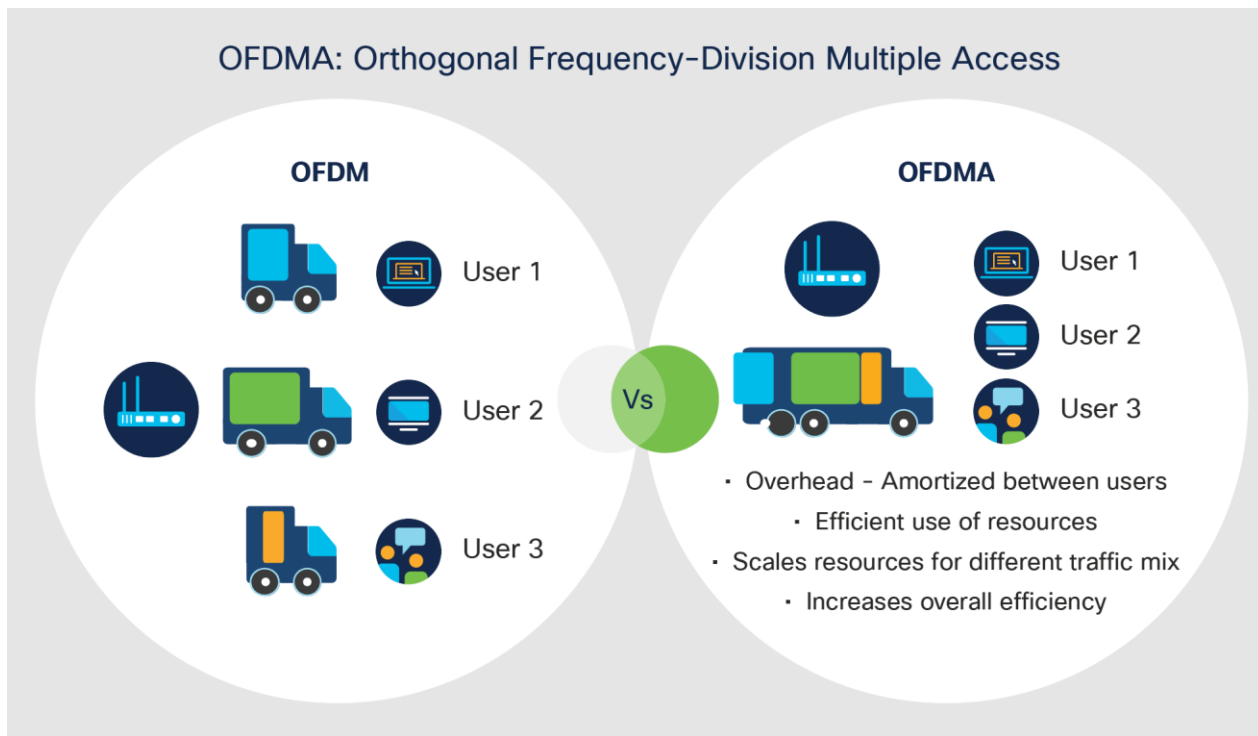 OFDMA: Orthogonal Frequency-Division Multiple Access
OFDM
User 1
User 2
User 3
Vs
OFDMA
User 1
User 2
User 3
· Overhead - Amortized between users
· Efficient use of resources
· Scales resources for different traffic mix
· Increases overall efficiency